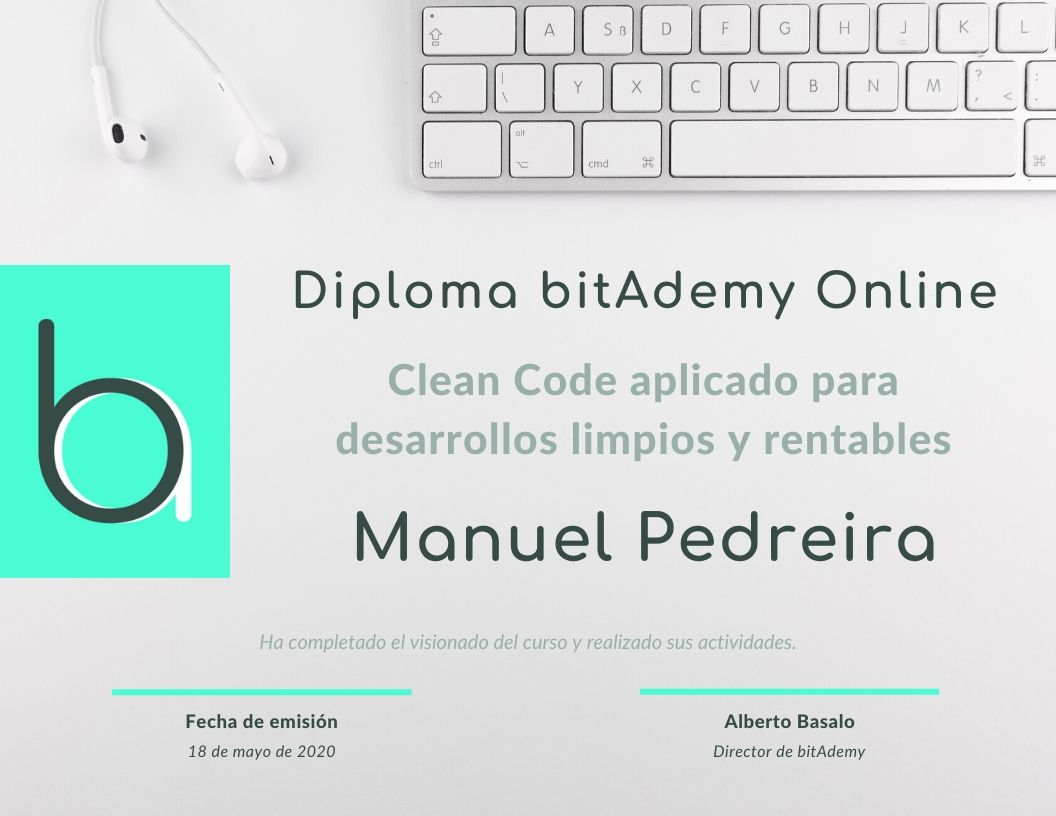 A S ß D F G H J K L
Y X C V B N M ? , < : .
ctrl alt cmd ⌘ ⌘
ba
Diploma bitAdemy Online
Clean Code aplicado para
desarrollos limpios y rentables
Manuel Pedreira
Ha completado el visionado del curso y realizado sus actividades.
Fecha de emisión
18 de mayo de 2020
Alberto Basalo
Director de bitAdemy